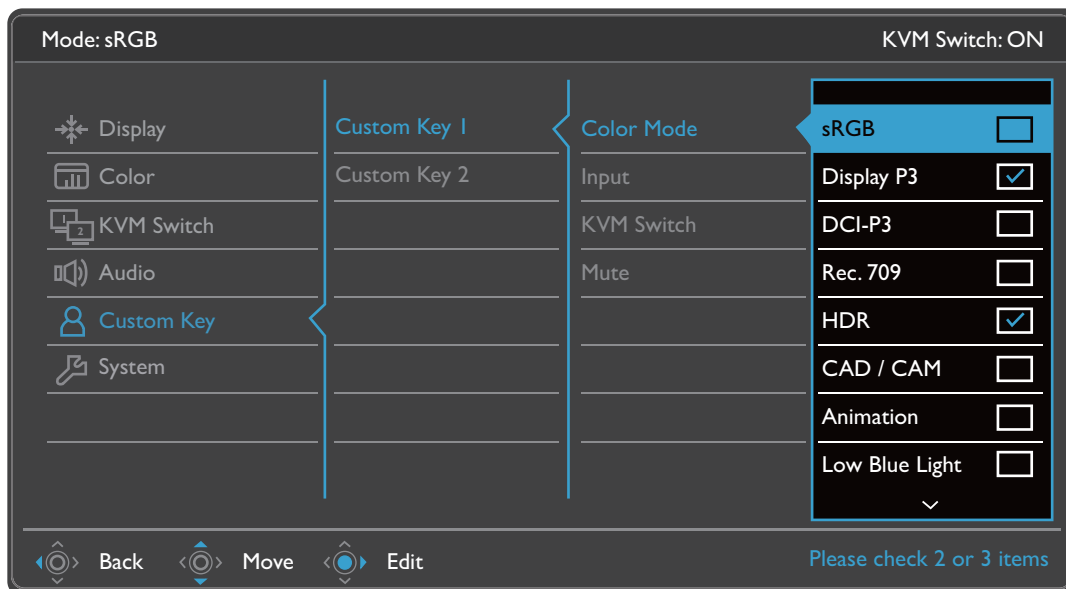 Mode: sRGB
KVM Switch: ON
Display
Color
1
2
KVM Switch
Audio
Custom Key
System
Custom Key 1
Custom Key 2
Color Mode
Input
KVM Switch
Mute
sRGB
Display P3
DCI-P3
Rec. 709
HDR
CAD / CAM
Animation
Low Blue Light
Back
Move
Edit
Please check 2 or 3 items